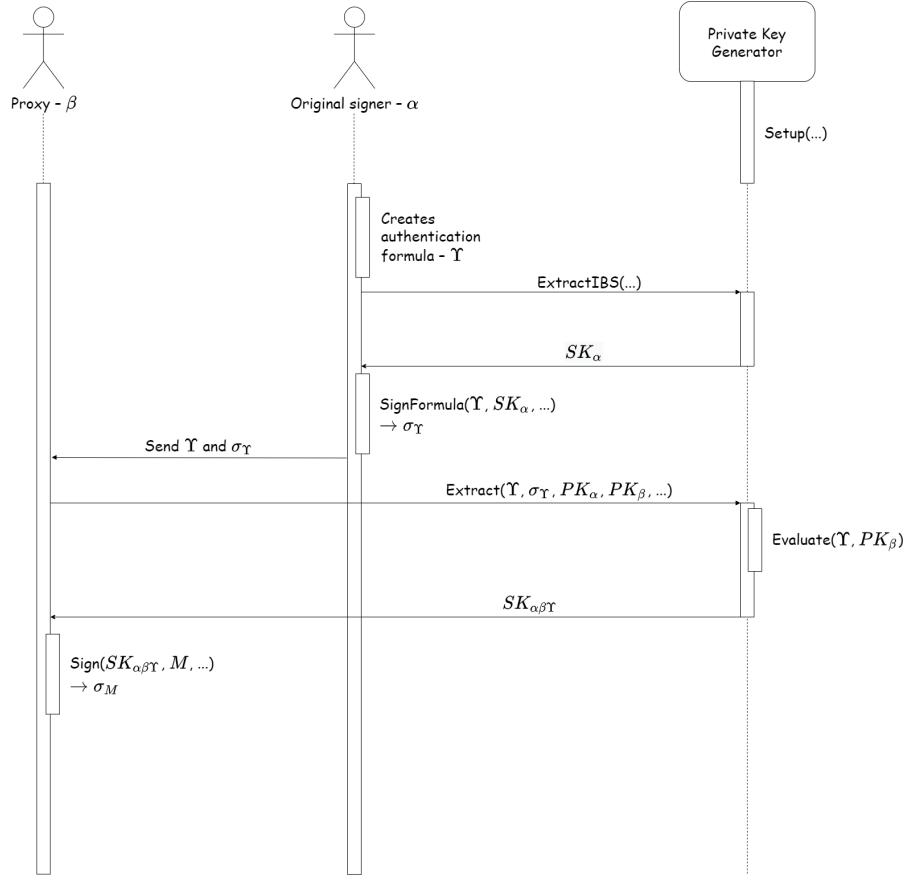 Proxy - β
Original signer - α
Private Key
Generator
Setup(...)
Creates
authentication
formula - ϒ
ExtractIBS(...)
SK_α
SignFormula(ϒ, SK_α, ...)
→ σ_ϒ
Send ϒ and σ_ϒ
Extract(ϒ, σ_ϒ, PK_α, PK_β, ...)
Evaluate(ϒ, PK_β)
SK_αβϒ
Sign(SK_αβϒ, M, ...)
→ σ_M